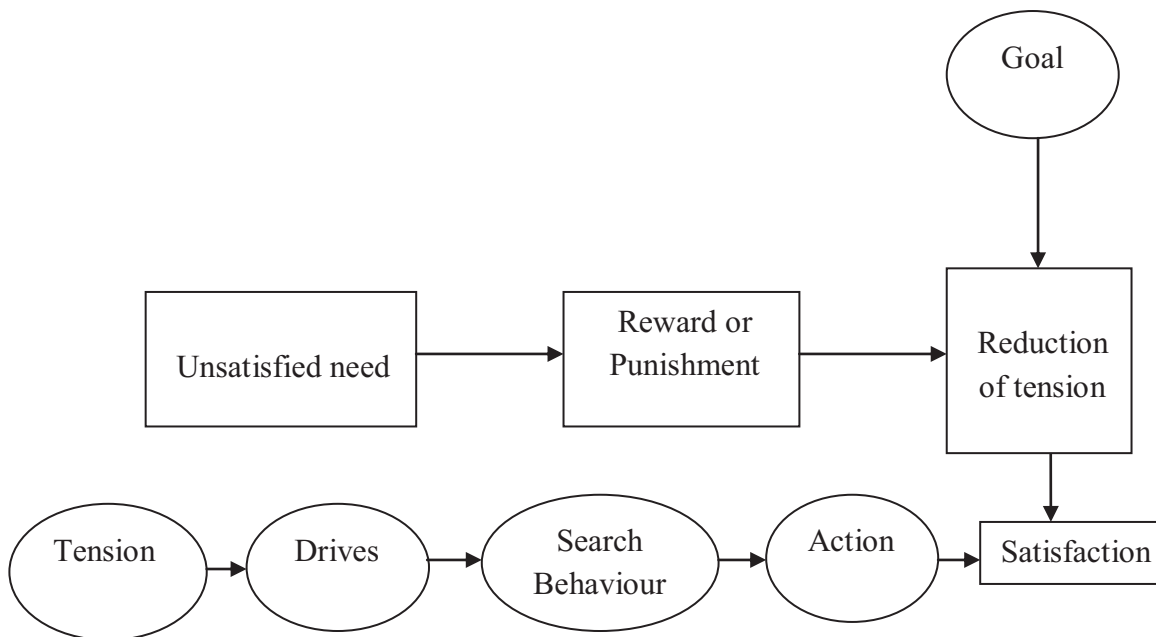 Goal
Unsatisfied need
Reward or
Punishment
Reduction
of tension
Tension
Drives
Search
Behaviour
Action
Satisfaction